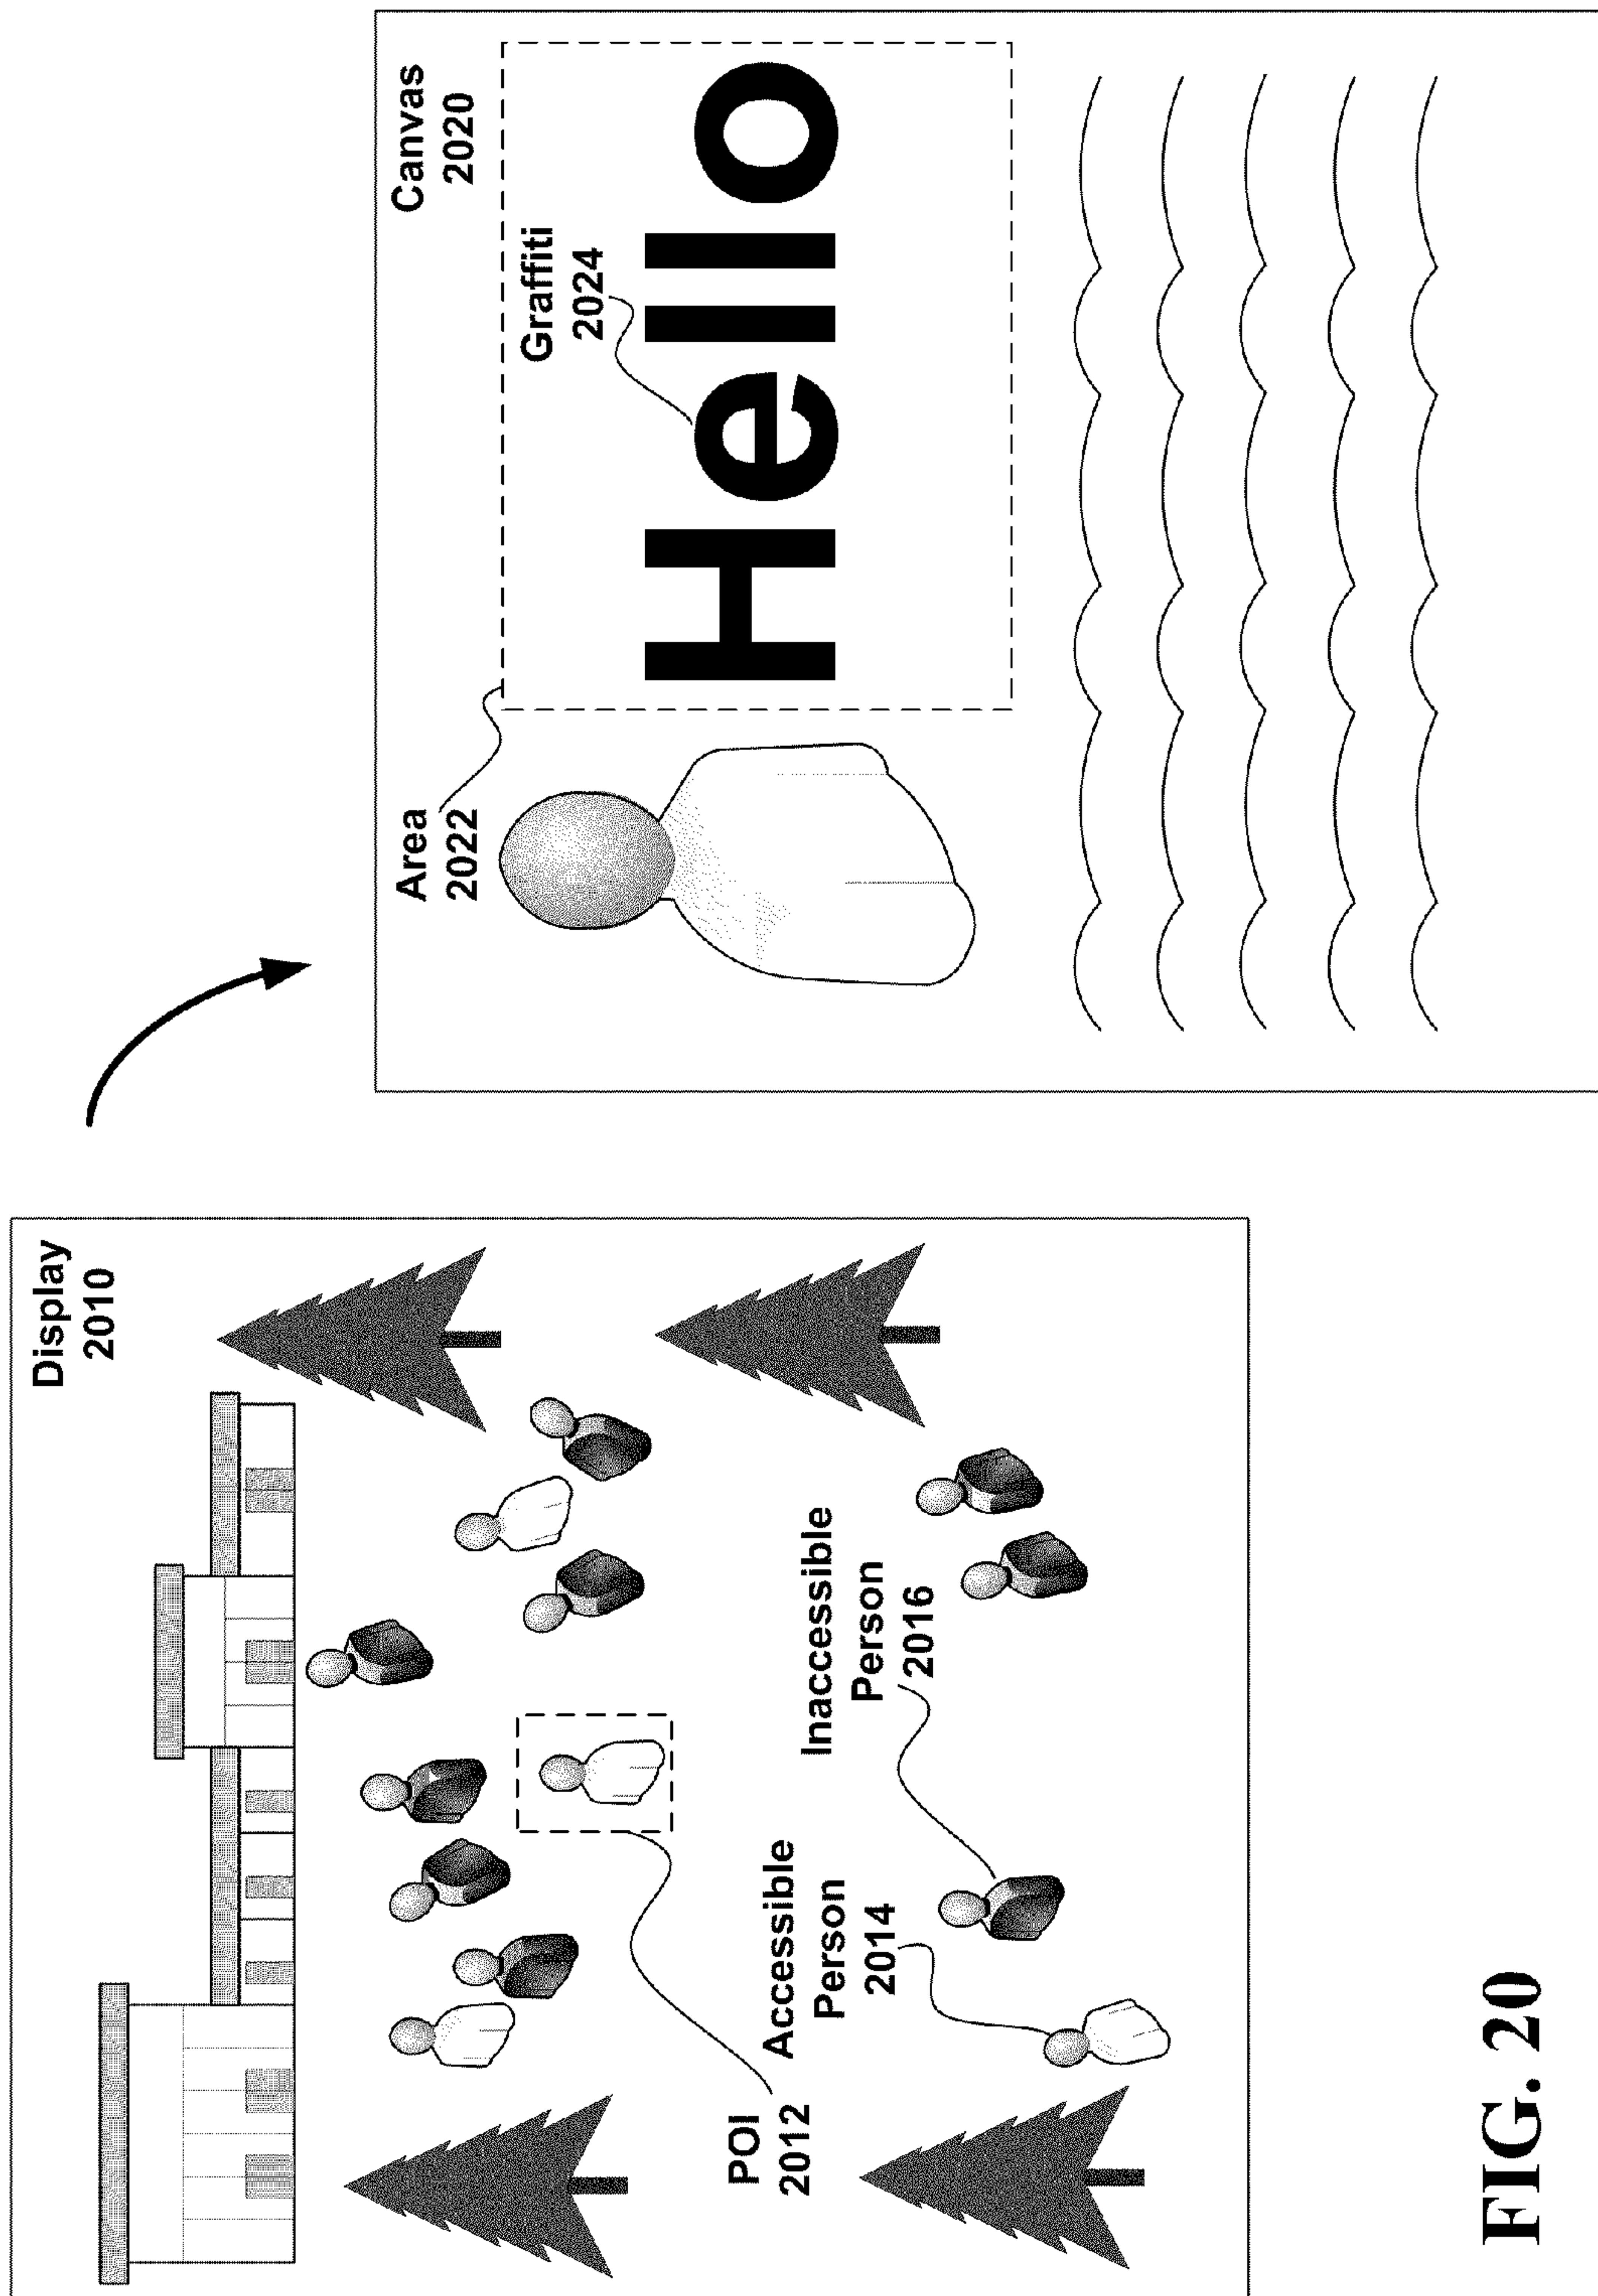 Display
2010
POI
2012
Accessible
Person
2014
Inaccessible
Person
2016
Canvas
2020
Area
2022
Graffiti
2024
Hello
FIG. 20